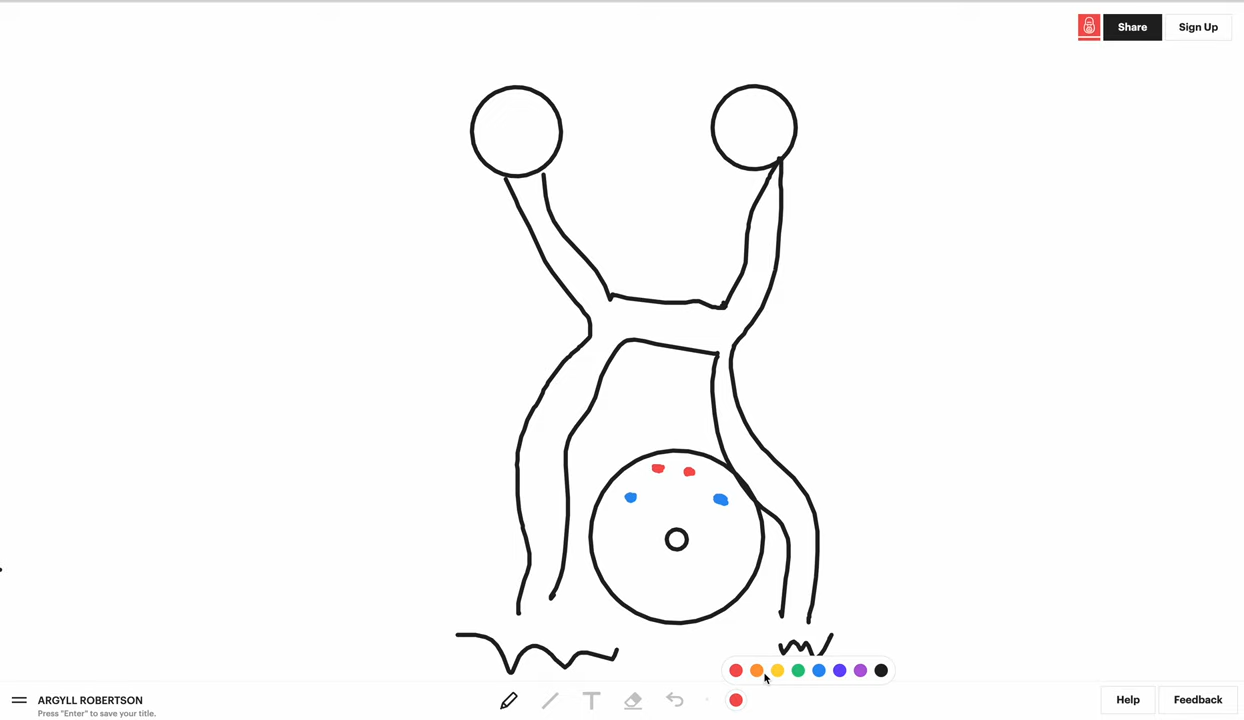 Share
Sign Up
ARGYLL ROBERTSON
Press "Enter" to save your title.
T
Help
Feedback